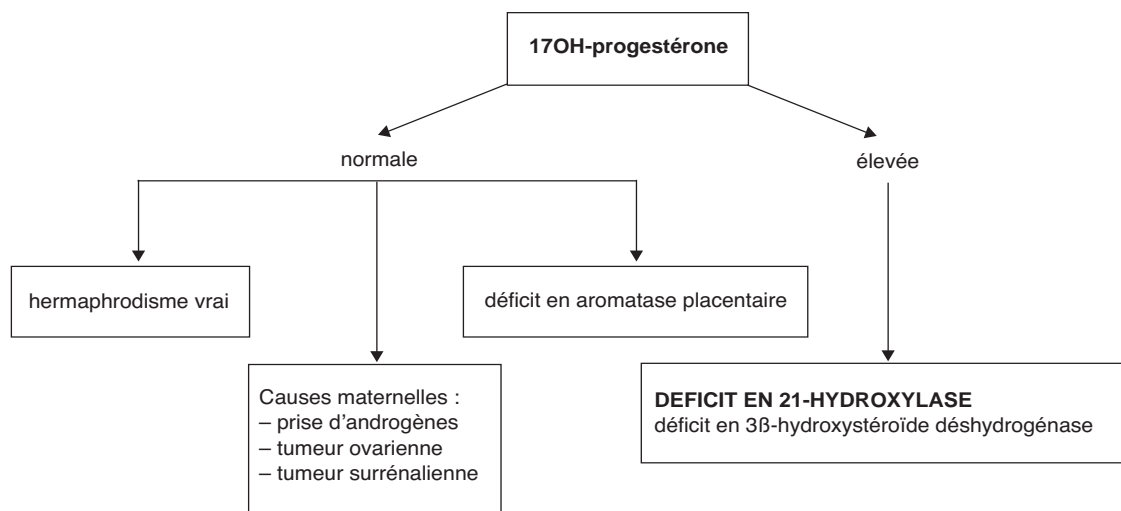 17OH-progestérone
normale
élevée
hermaphrodisme vrai
déficit en aromatase placentaire
Causes maternelles :
– prise d'androgènes
– tumeur ovarienne
– tumeur surrénalienne
DEFICIT EN 21-HYDROXYLASE
déficit en 3ß-hydroxystéroïde déshydrogénase